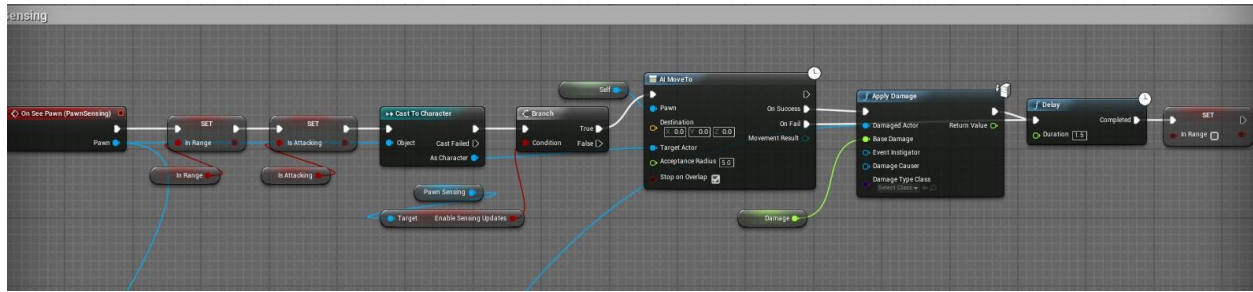 Sensing
On See Pawn (PawnSensing)
Pawn
SET
In Range
In Range
SET
Is Attacking
Is Attacking
Cast To Character
Object
Cast Failed
As Character
Pawn Sensing
Target Enable Sensing Updates
Branch
True
Condition False
Self
AI MoveTo
Pawn On Success
Destination On Fail
X 0.0 Y 0.0 Z 0.0 Movement Result
Target Actor
Acceptance Radius 5.0
Stop on Overlap
Damage
Apply Damage
Damaged Actor Return Value
Base Damage
Event Instigator
Damage Causer
Damage Type Class
Select Class
Delay
Completed
Duration 1.5
SET
In Range